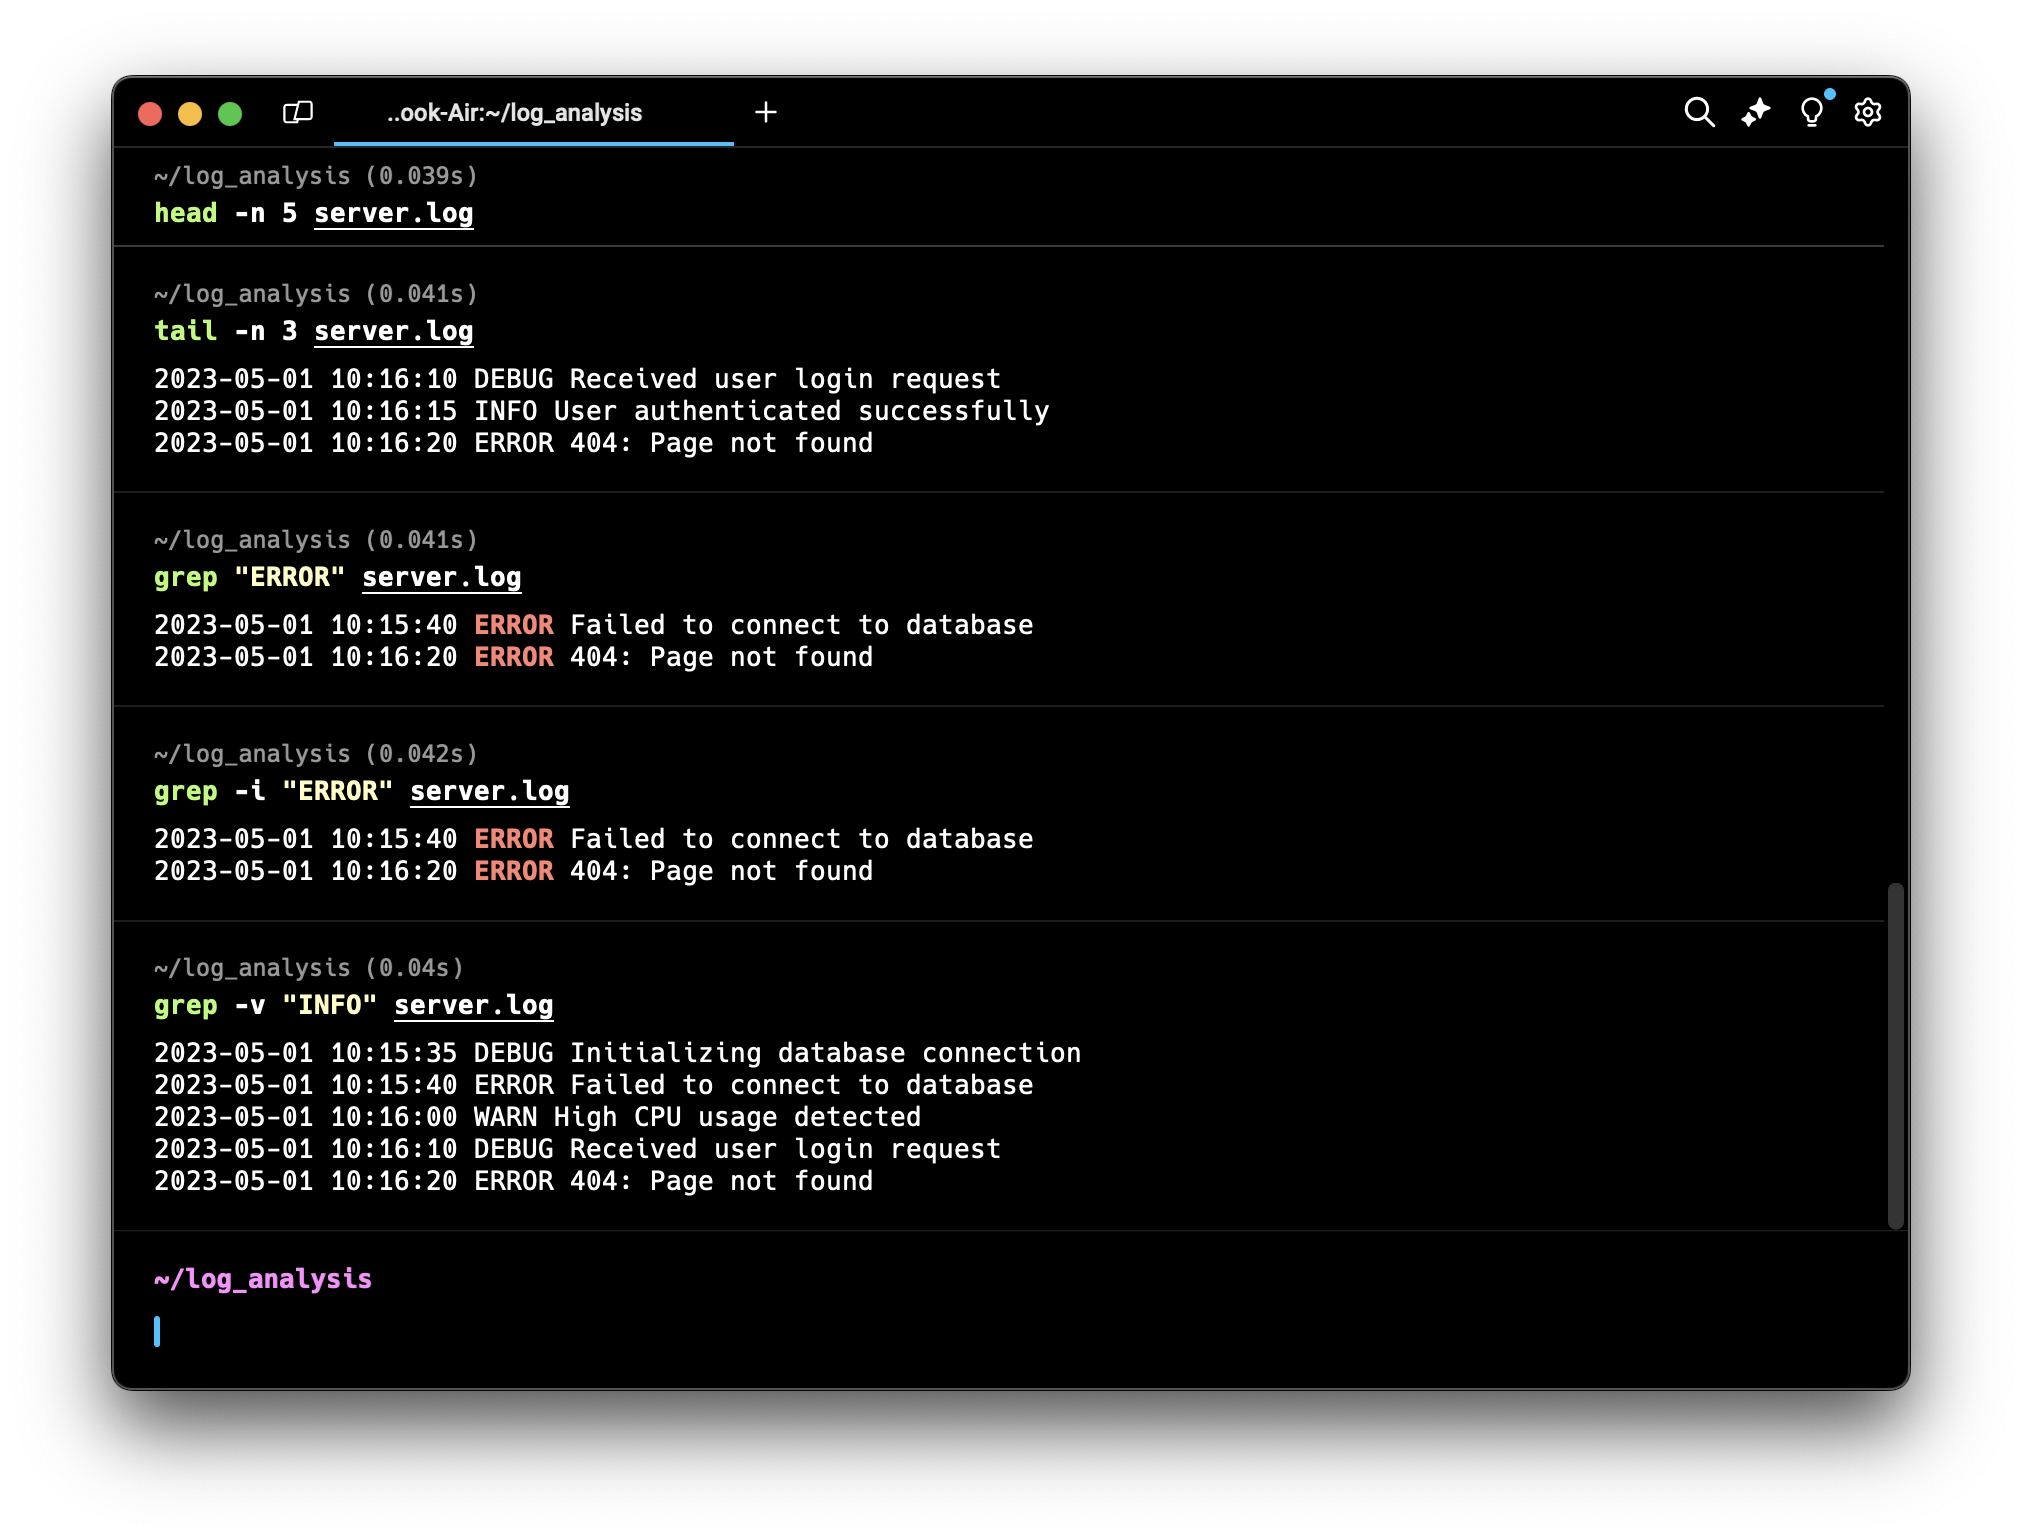 ..ook-Air:~/log_analysis
~/log_analysis (0.039s)
head -n 5 server.log
~/log_analysis (0.041s)
tail -n 3 server.log
2023-05-01 10:16:10 DEBUG Received user login request
2023-05-01 10:16:15 INFO User authenticated successfully
2023-05-01 10:16:20 ERROR 404: Page not found
~/log_analysis (0.041s)
grep "ERROR" server.log
2023-05-01 10:15:40 ERROR Failed to connect to database
2023-05-01 10:16:20 ERROR 404: Page not found
~/log_analysis (0.042s)
grep -i "ERROR" server.log
2023-05-01 10:15:40 ERROR Failed to connect to database
2023-05-01 10:16:20 ERROR 404: Page not found
~/log_analysis (0.04s)
grep -v "INFO" server.log
2023-05-01 10:15:35 DEBUG Initializing database connection
2023-05-01 10:15:40 ERROR Failed to connect to database
2023-05-01 10:16:00 WARN High CPU usage detected
2023-05-01 10:16:10 DEBUG Received user login request
2023-05-01 10:16:20 ERROR 404: Page not found
~/log_analysis